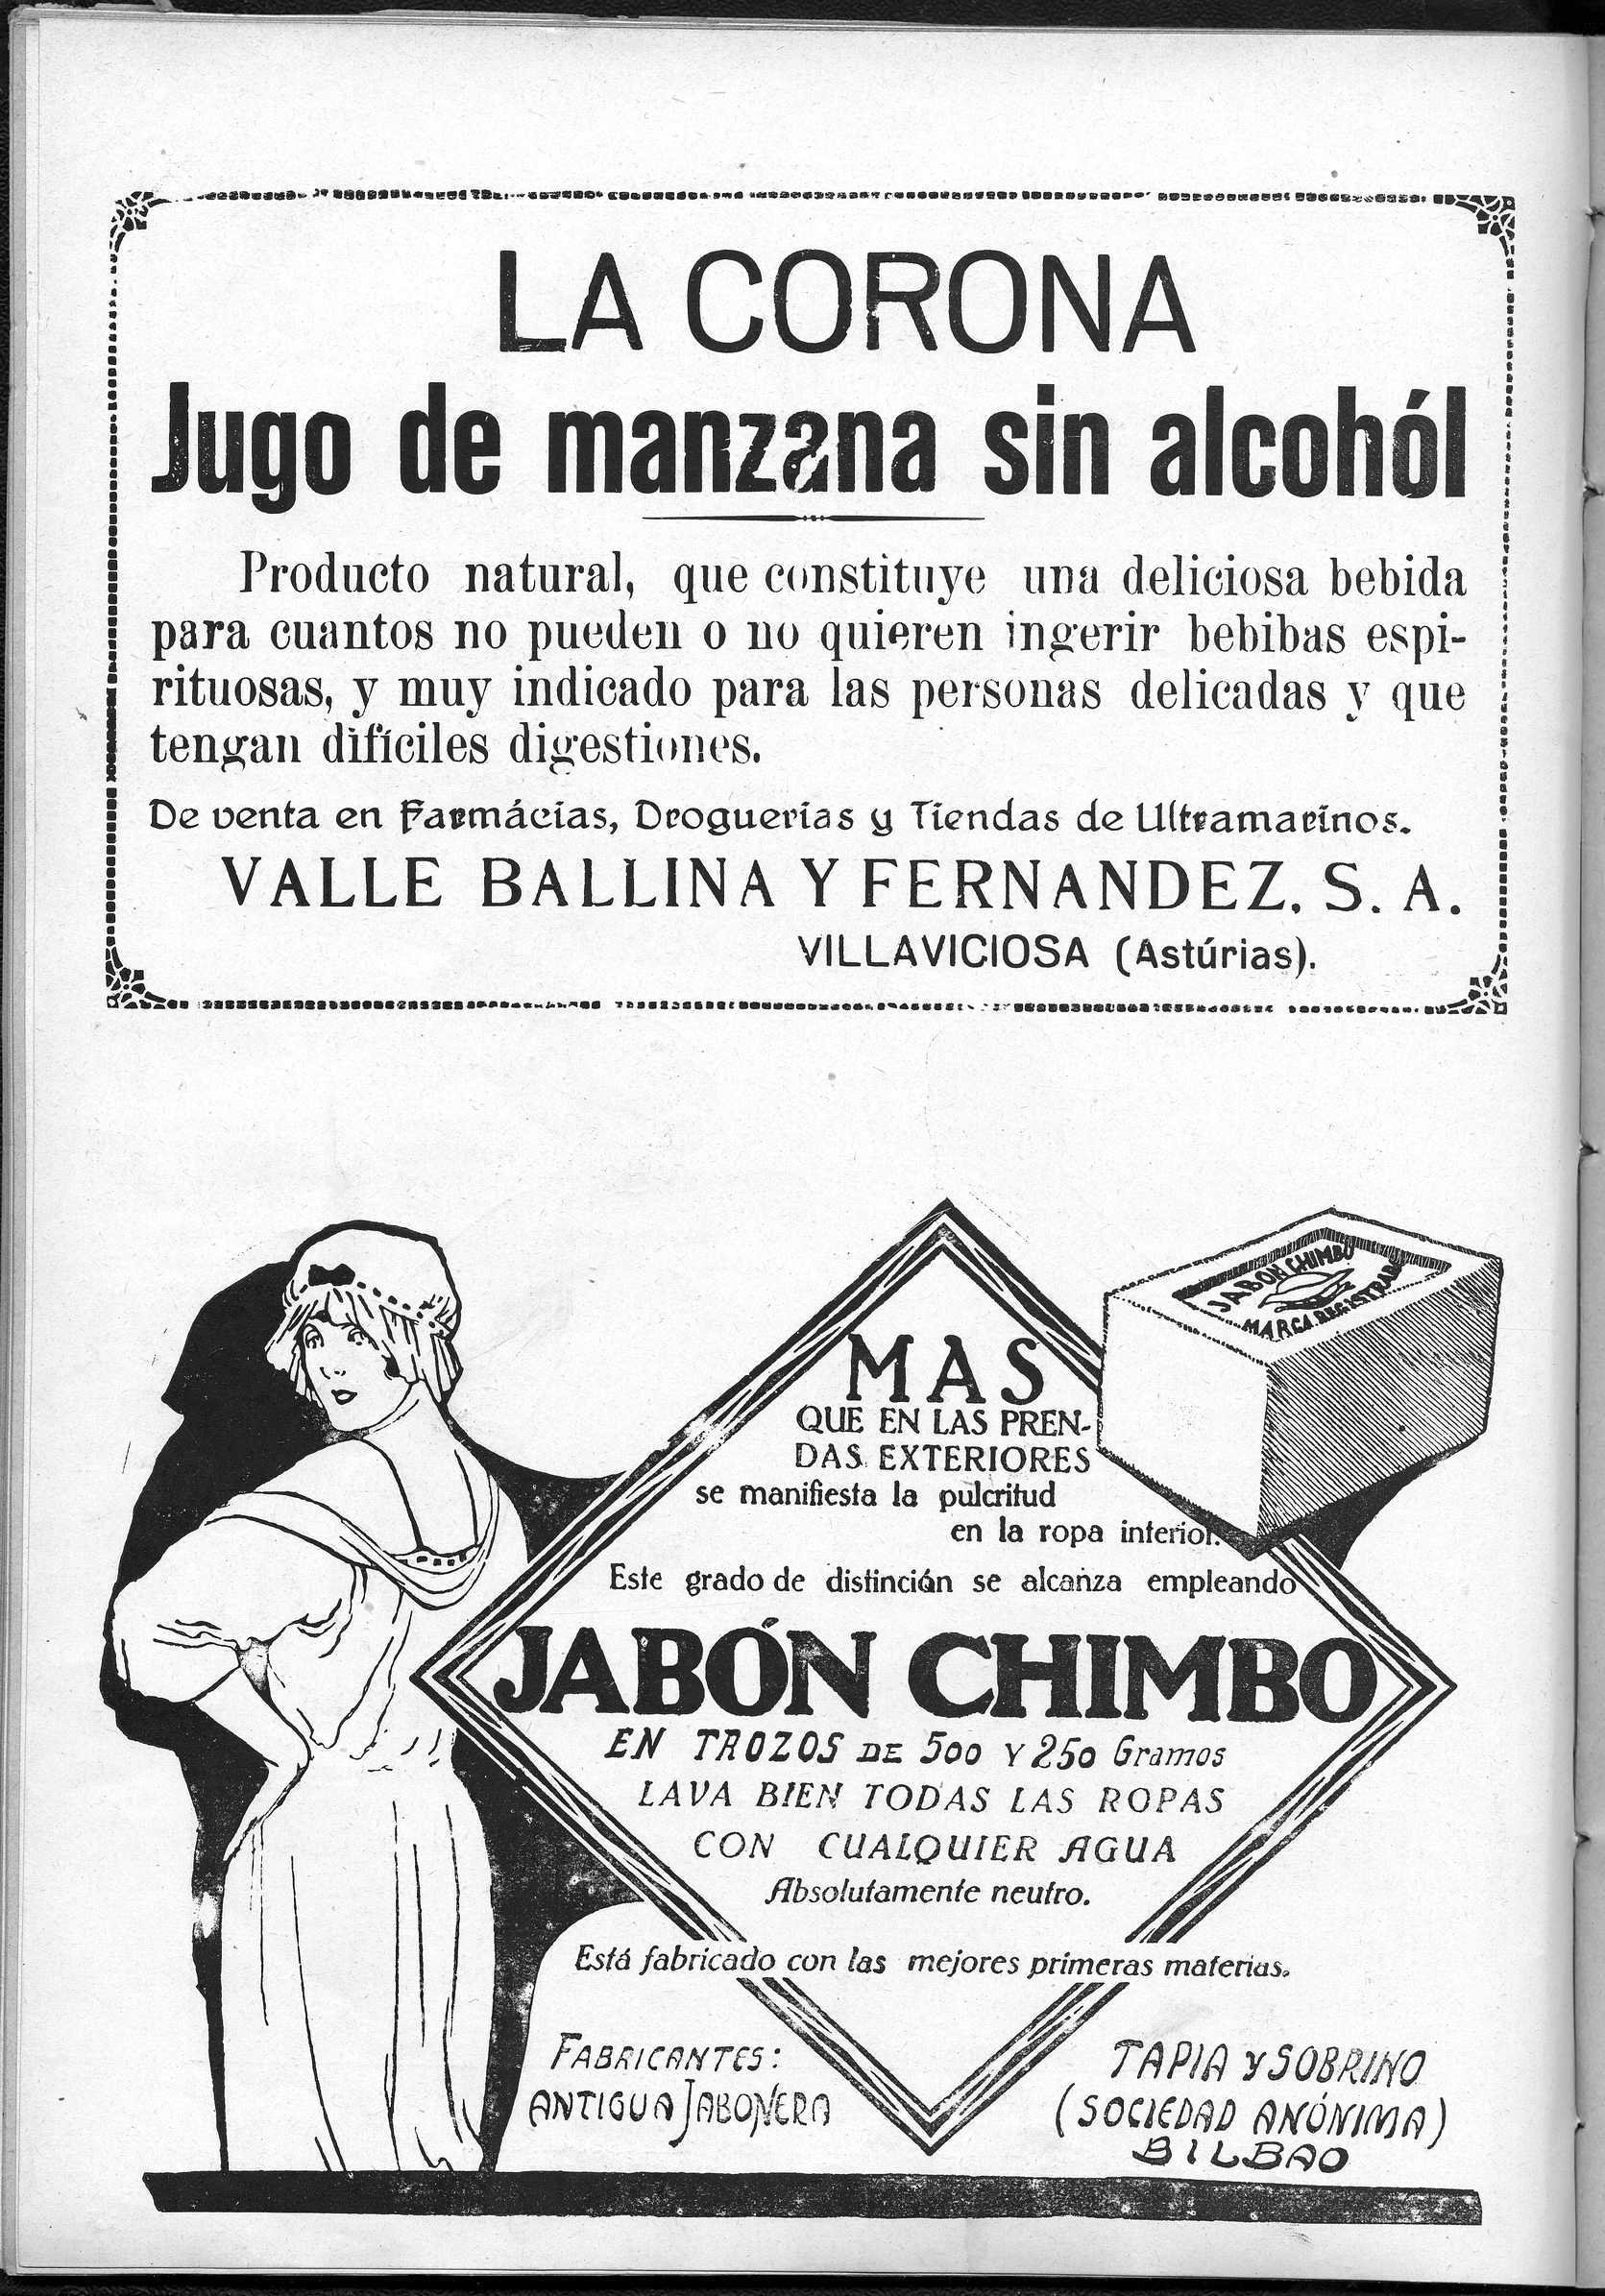 LA CORONA
Jugo de manzana sin alcohól
Producto natural, que constituye una deliciosa bebida
para cuantos no pueden o no quieren ingerir bebibas espi-
rituosas, y muy indicado para las personas delicadas y que
tengan difíciles digestiones.
De venta en Farmácias, Droguerias y Tiendas de Ultramarinos.
VALLE BALLINA Y FERNANDEZ. S. A.
VILLAVICIOSA (Astúrias).
JABON CHIMBO
MARCA REGISTRADA
MAS
QUE EN LAS PREN-
DAS EXTERIORES
se manifiesta la pulcritud
en la ropa interior.
Este grado de distinción se alcanza empleando
JABÓN CHIMBO
EN TROZOS DE 500 Y 250 Gramos
LAVA BIEN TODAS LAS ROPAS
CON CUALQUIER AGUA
Absolutamente neutro.
Está fabricado con las mejores primeras materias.
FABRICANTES:
ANTIGUA JABONERA
TAPIA Y SOBRINO
(SOCIEDAD ANÓNIMA)
BILBAO